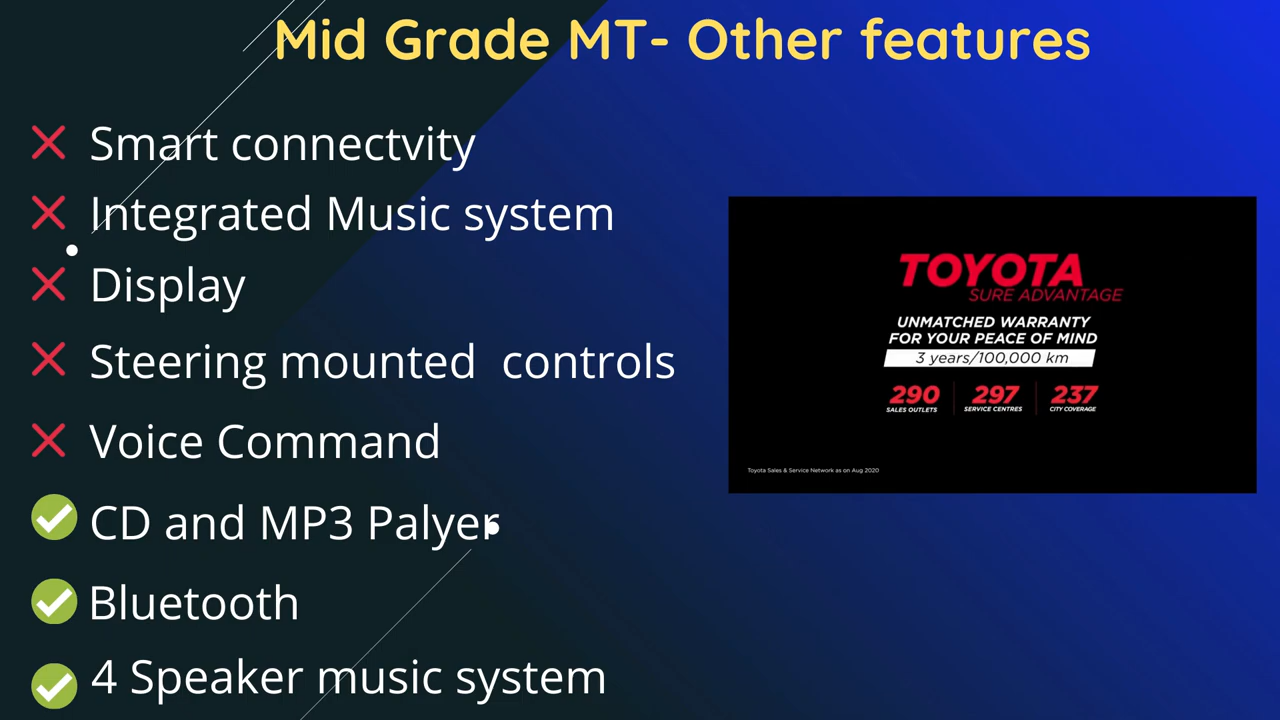 Mid Grade MT- Other features
Smart connectvity
Integrated Music system
Display
Steering mounted controls
Voice Command
CD and MP3 Palyer
Bluetooth
4 Speaker music system
TOYOTA
SURE ADVANTAGE
UNMATCHED WARRANTY
FOR YOUR PEACE OF MIND
3 years/100,000 km
290 297 237
SALES OUTLETS SERVICE CENTRES CITY COVERAGE
Toyota Sales & Service Network as on Aug 2020